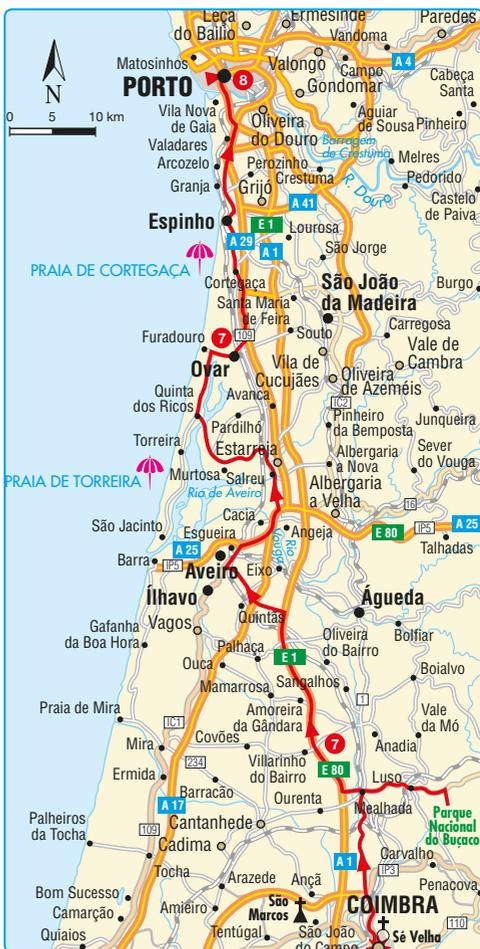 Leça
do Bailio
Ermesinde
Paredes
Vandoma
Matosinhos
Valongo
A 4
PORTO
8
Campo
Cabeça
Santa
Gondomar
N
0 5 10 km
Vila Nova
de Gaia
Oliveira
do Douro
Aguiar
de Sousa
Pinheiro
Valadares
Barragem
de Crestuma
Arcozelo
Perozinho
Crestuma
Melres
Granja
Grijó
R. Douro
Pedorido
A 41
Castelo
de Paiva
Espinho
E 1
Lourosa
A 29
A 1
São Jorge
PRAIA DE CORTEGAÇA
Cortegaça
São João
da Madeira
Burgo
Santa Maria
de Feira
7
Furadouro
109
Souto
Carregosa
Ovar
Vila de
Cucujães
Vale de
Cambra
Quinta
dos Ricos
Avanca
Oliveira
de Azeméis
IC2
Pardilhó
Pinheiro
da Bemposta
Junqueira
Torreira
Estarreja
Albergaria
a Nova
Sever
do Vouga
PRAIA DE TORREIRA
Murtosa
Salreu
Albergaria
a Velha
Rio de Aveiro
16
São Jacinto
Cacia
Esgueira
Angeja
E 80
IP5
A 25
Barra
A 25
Rio
Vouga
Talhadas
IP5
Aveiro
Eixo
Ílhavo
Águeda
Quintãs
Gafanha
da Boa Hora
Vagos
Bolfiar
Palhaça
Oliveira
do Bairro
E 1
Ouca
Boialvo
Mamarrosa
Sangalhos
1
Praia de Mira
Amoreira
da Gândara
Vale
da Mó
IC1
Covões
7
Mira
Anadia
234
Villarinho
do Bairro
E 80
Ermida
Luso
Barracão
Ourenta
Mealhada
A 17
Parque
Nacional
do Buçaco
Palheiros
da Tocha
109
Cantanhede
Cadima
A 1
Carvalho
IP3
Tocha
Arazede
Ançã
Penacova
Bom Sucesso
São
Marcos
COIMBRA
Camarção
Amieiro
110
Quiaios
Tentúgal
São João
do Campo
Sé Velha